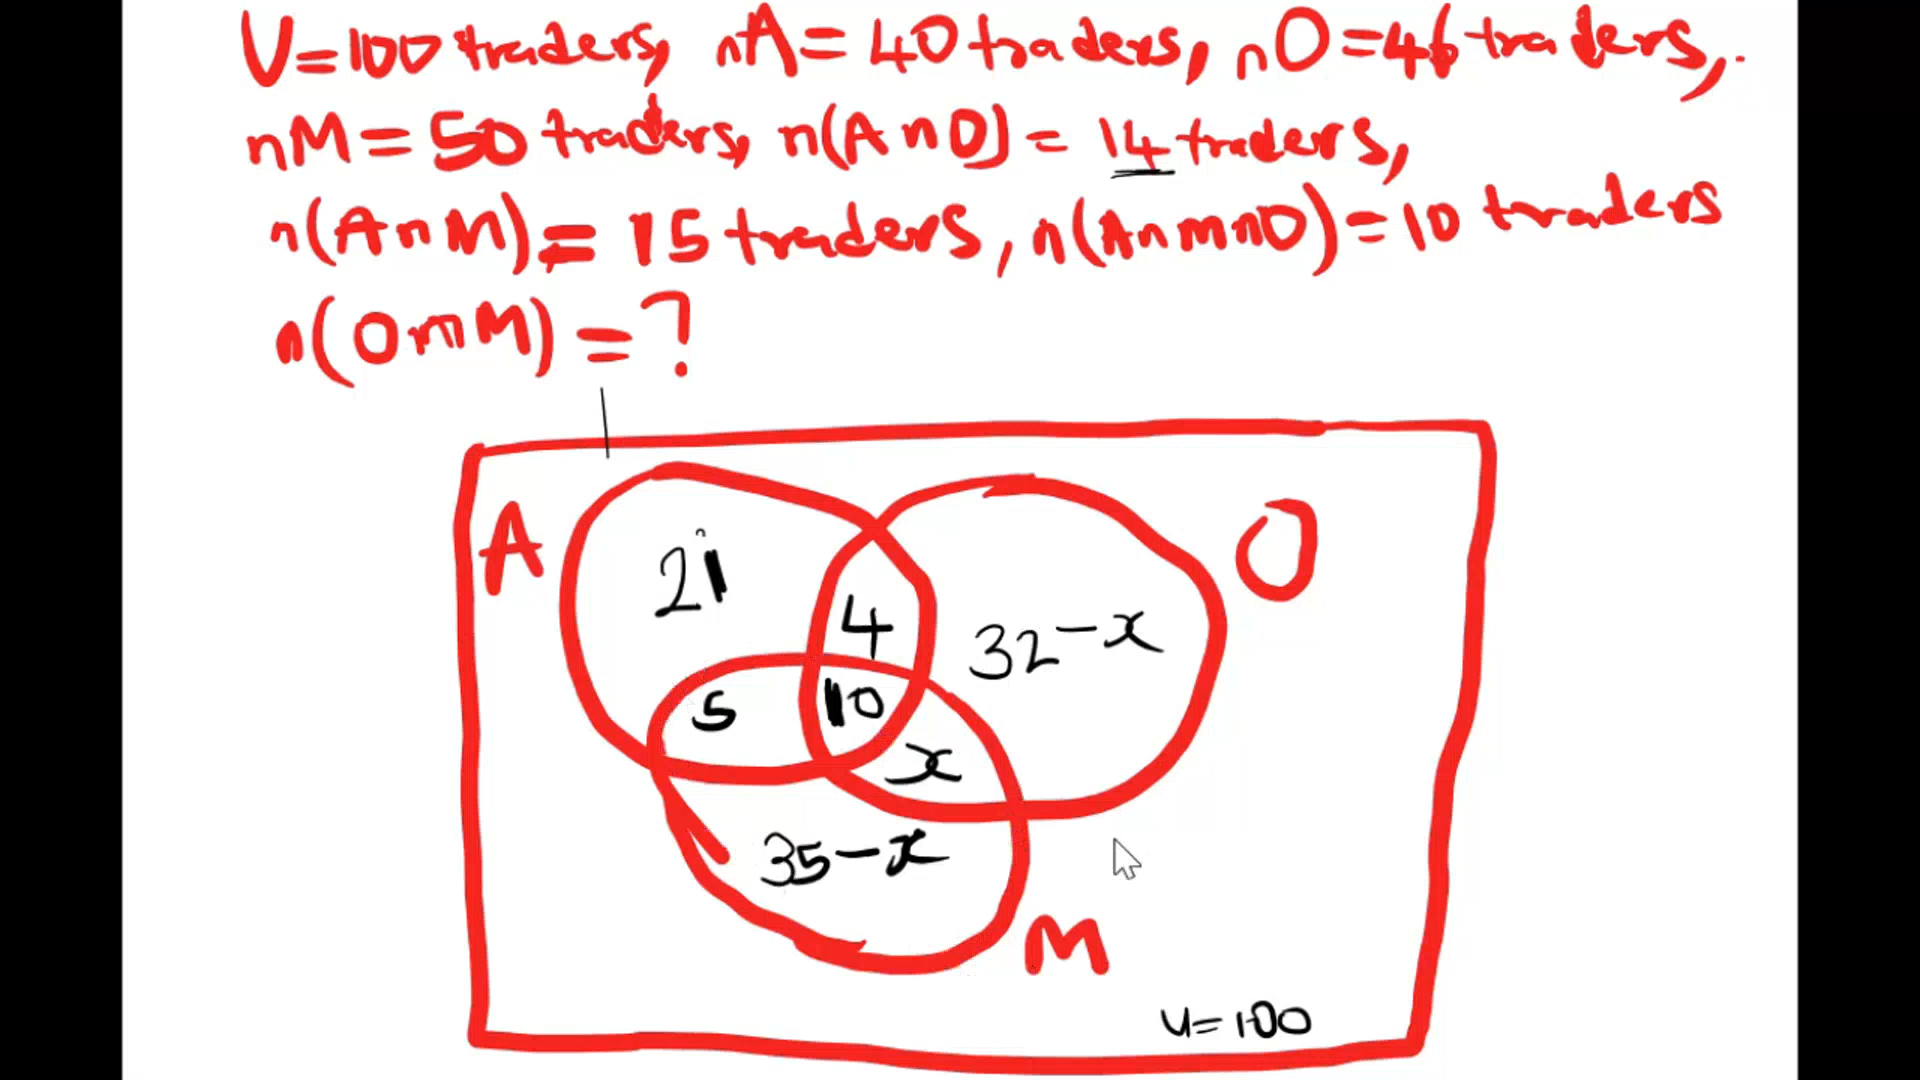 U=100 traders, nA = 40 traders, nO = 46 traders,.
nM = 50 traders, n(A n O) = 14 traders,
n(A n M) = 15 traders, n(A n M n O) = 10 traders
n(O n M) = ?
A
O
21
4
32-x
5
10
x
35-x
M
U=100